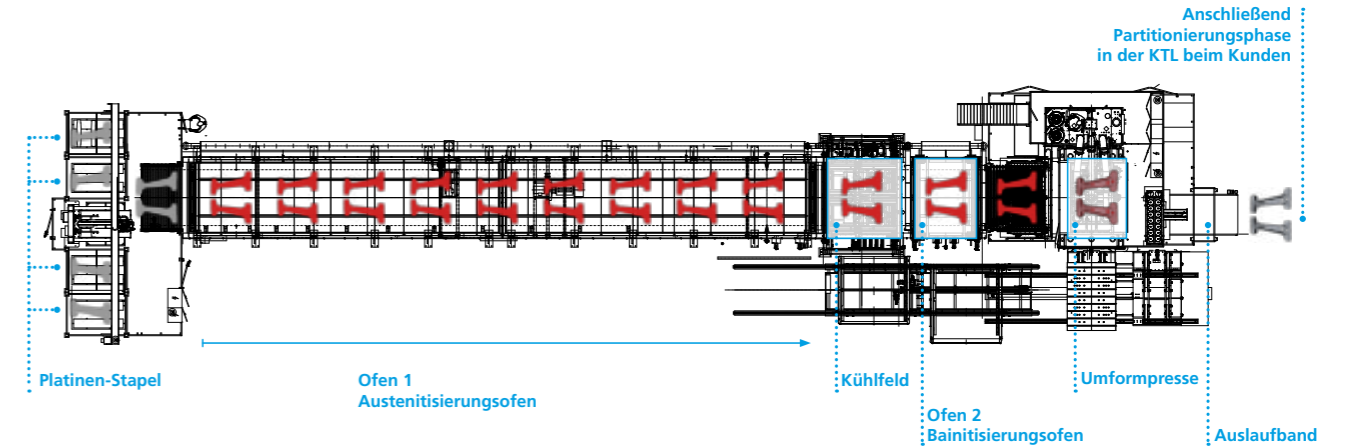 Anschließend
Partitionierungsphase
in der KTL beim Kunden
Platinen-Stapel
Ofen 1
Austenitisierungsofen
Kühlfeld
Ofen 2
Bainitisierungsofen
Umformpresse
Auslaufband